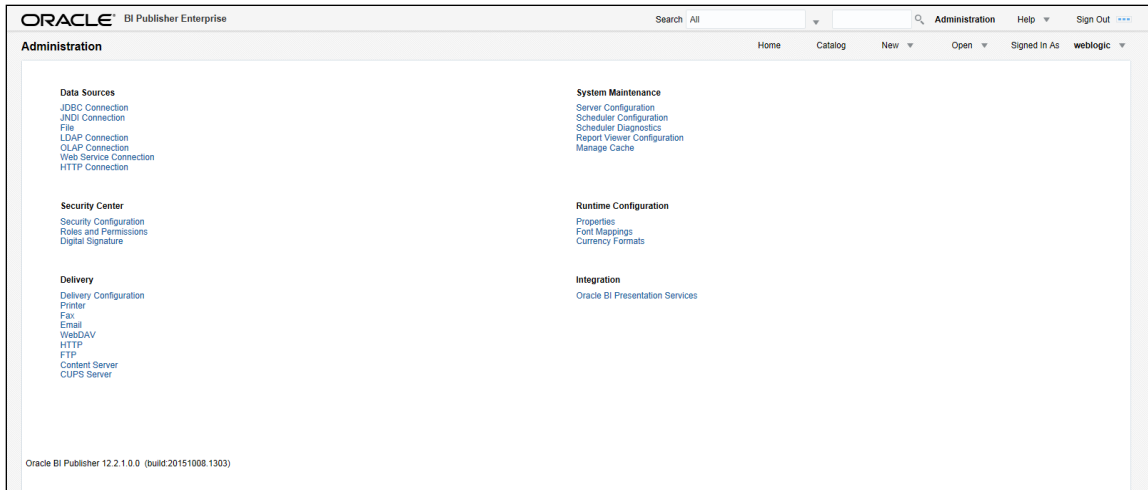 ORACLE BI Publisher Enterprise Search All Administration Help Sign Out
Administration Home Catalog New Open Signed In As weblogic
Data Sources
JDBC Connection
JNDI Connection
File
LDAP Connection
OLAP Connection
Web Service Connection
HTTP Connection
System Maintenance
Server Configuration
Scheduler Configuration
Scheduler Diagnostics
Report Viewer Configuration
Manage Cache
Security Center
Security Configuration
Roles and Permissions
Digital Signature
Runtime Configuration
Properties
Font Mappings
Currency Formats
Delivery
Delivery Configuration
Printer
Fax
Email
WebDAV
HTTP
FTP
Content Server
CUPS Server
Integration
Oracle BI Presentation Services
Oracle BI Publisher 12.2.1.0.0 (build:20151008.1303)